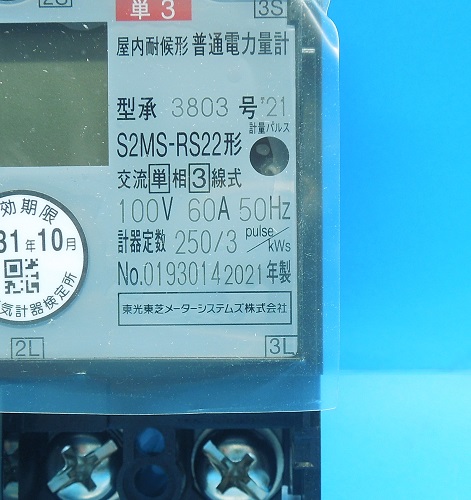 2S
単3
3S
屋内耐候形 普通電力量計
型承 3803 号 '21
計量パルス
S2MS-RS22形
交流単相3線式
100V 60A 50Hz
計器定数 250/3 pulse/kWs
No.0193014 2021年製
東光東芝メーターシステムズ株式会社
効期限
31年10月
気計器検定所
2L
3L